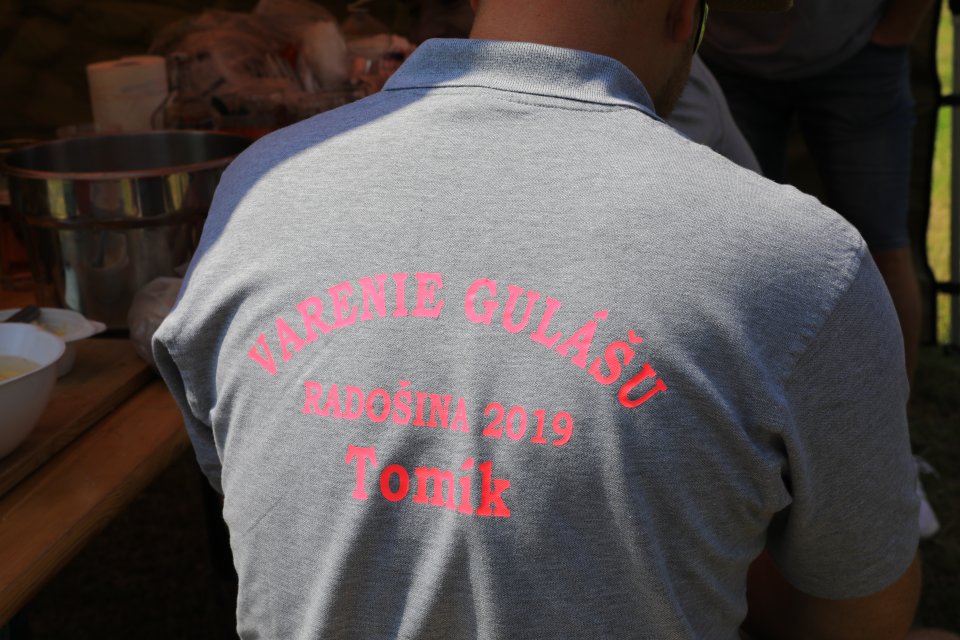 VARENIE GULÁŠU
RADOŠINA 2019
Tomík